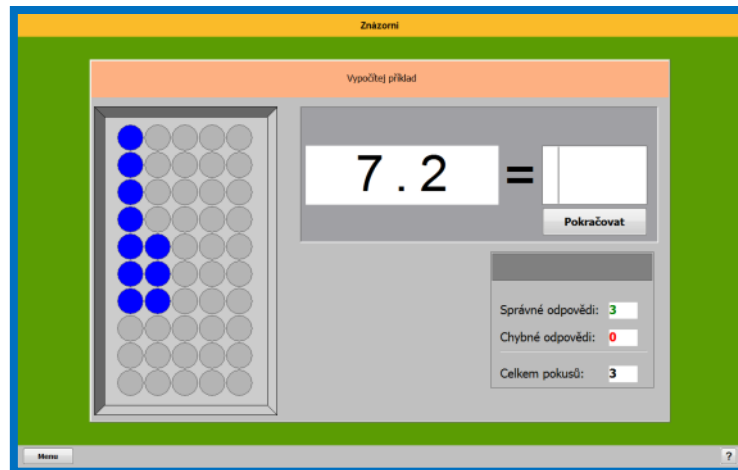 Znázorni
Vypočítej příklad
7 . 2 =
Pokračovat
Správné odpovědi: 3
Chybné odpovědi: 0
Celkem pokusů: 3
Menu ?